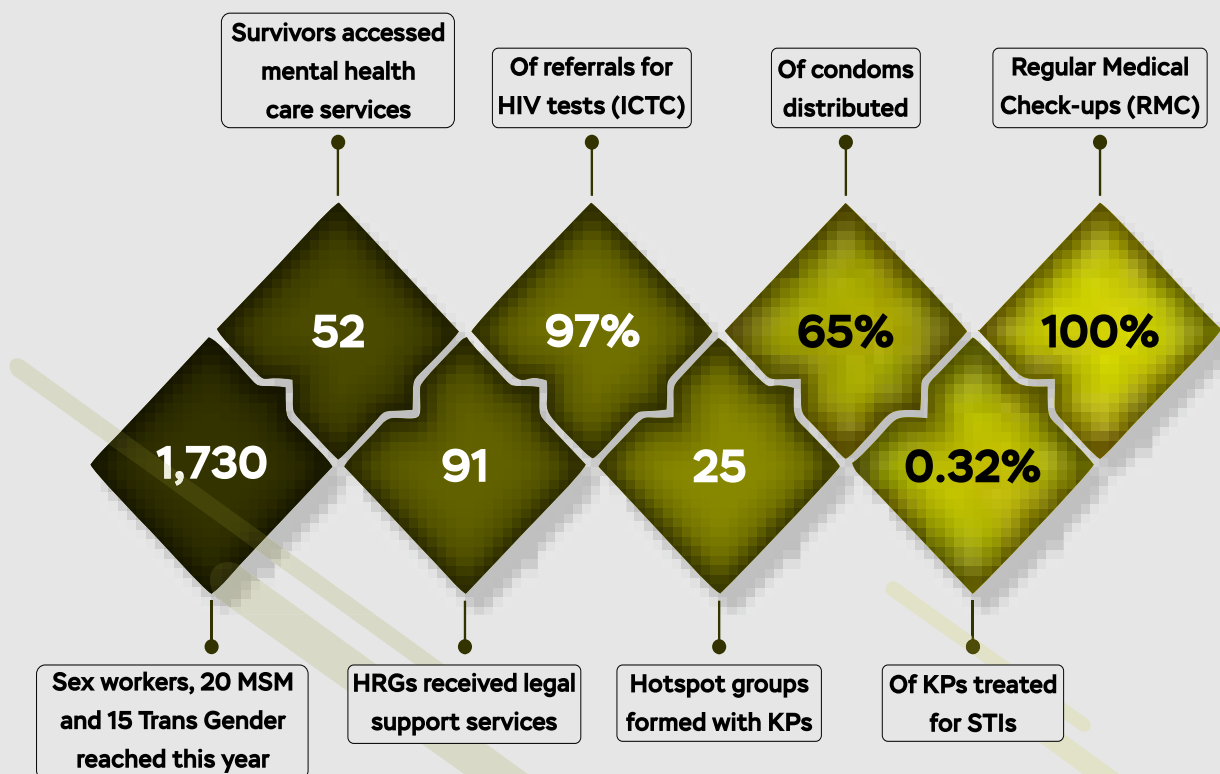 Survivors accessed
mental health
care services
Of referrals for
HIV tests (ICTC)
Of condoms
distributed
Regular Medical
Check-ups (RMC)
52
97%
65%
100%
1,730
91
25
0.32%
Sex workers, 20 MSM
and 15 Trans Gender
reached this year
HRGs received legal
support services
Hotspot groups
formed with KPs
Of KPs treated
for STIs